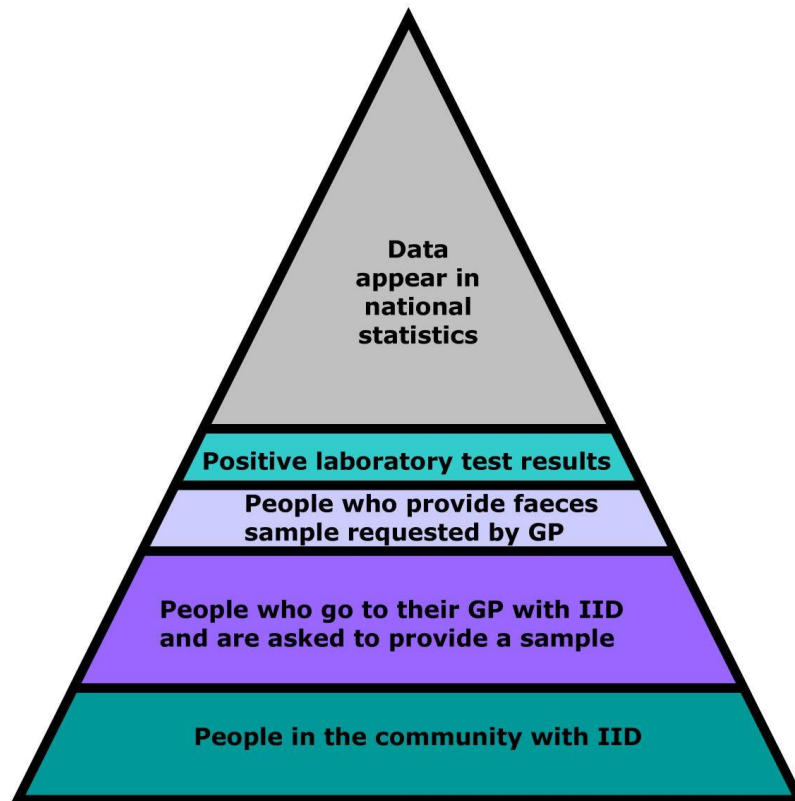 Data
appear in
national
statistics
Positive laboratory test results
People who provide faeces
sample requested by GP
People who go to their GP with IID
and are asked to provide a sample
People in the community with IID